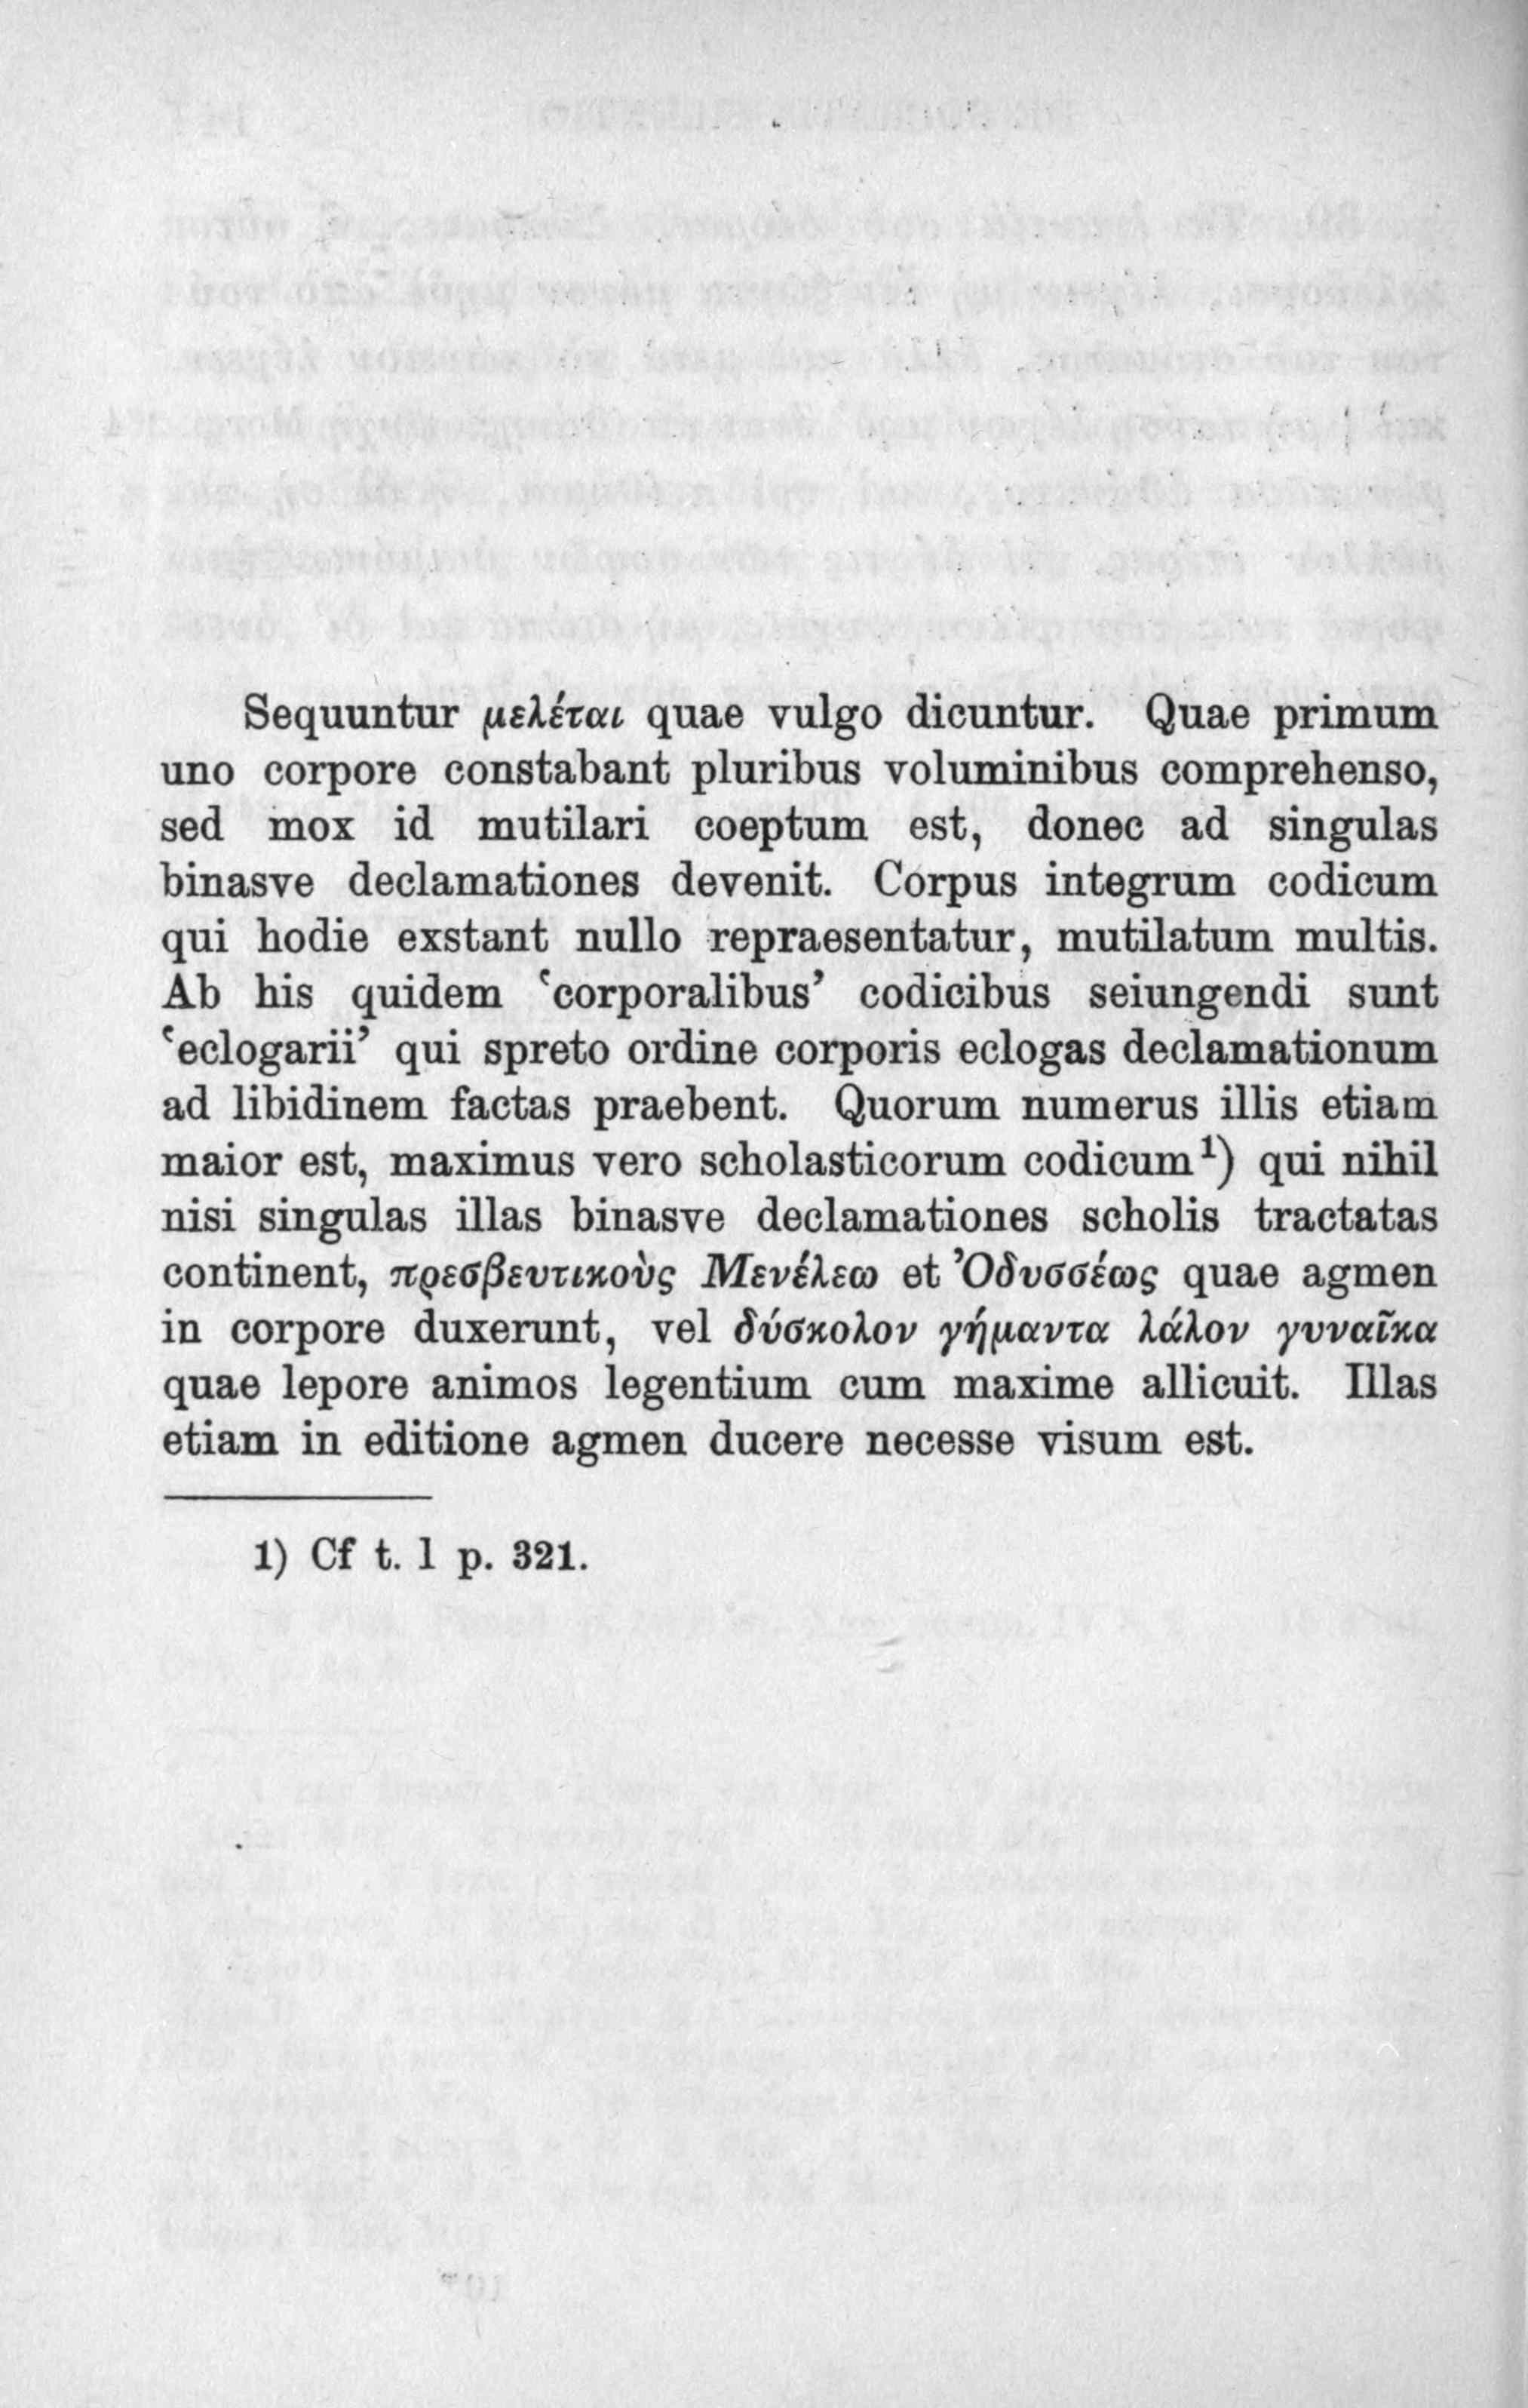 Sequuntur μελέται quae vulgo dicuntur. Quae primum
uno corpore constabant pluribus voluminibus comprehenso,
sed mox id mutilari coeptum est, donec ad singulas
binasve declamationes devenit. Corpus integrum codicum
qui hodie exstant nullo repraesentatur, mutilatum multis.
Ab his quidem ‘corporalibus’ codicibus seiungendi sunt
‘eclogarii’ qui spreto ordine corporis eclogas declamationum
ad libidinem factas praebent. Quorum numerus illis etiam
maior est, maximus vero scholasticorum codicum¹) qui nihil
nisi singulas illas binasve declamationes scholis tractatas
continent, πρεσβευτικοὺς Μενέλεω et Ὀδυσσέως quae agmen
in corpore duxerunt, vel δύσκολον γήμαντα λάλον γυναῖκα
quae lepore animos legentium cum maxime allicuit. Illas
etiam in editione agmen ducere necesse visum est.
1) Cf t. 1 p. 321.